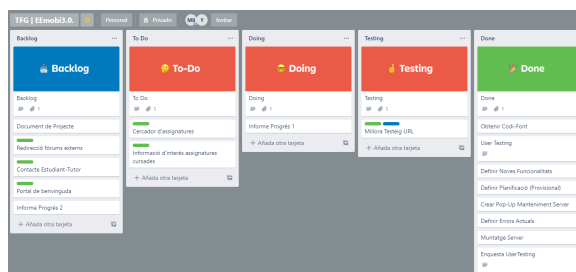 TFG | EEmobi3.0.
Personal
Privado
MB
Y
Invitar
Backlog
Backlog
Backlog
1
Document de Projecte
Redirecció fòrums externs
Contacte Estudiant-Tutor
Portal de benvinguda
Informe Progrés 2
+ Añada otra tarjeta
To Do
To-Do
To Do
1
Cercador d'assignatures
Informació d'interés assignatures
cursades
+ Añada otra tarjeta
Doing
Doing
Doing
1
Informe Progrés 1
+ Añada otra tarjeta
Testing
Testing
Testing
1
Millora Testeig URL
+ Añada otra tarjeta
Done
Done
Done
1
Obtenir Codi-Font
User Testing
Definir Noves Funcionalitats
Definir Planificació (Provisional)
Crear Pop-Up Manteniment Server
Definir Errors Actuals
Muntatge Server
Enquesta UserTesting